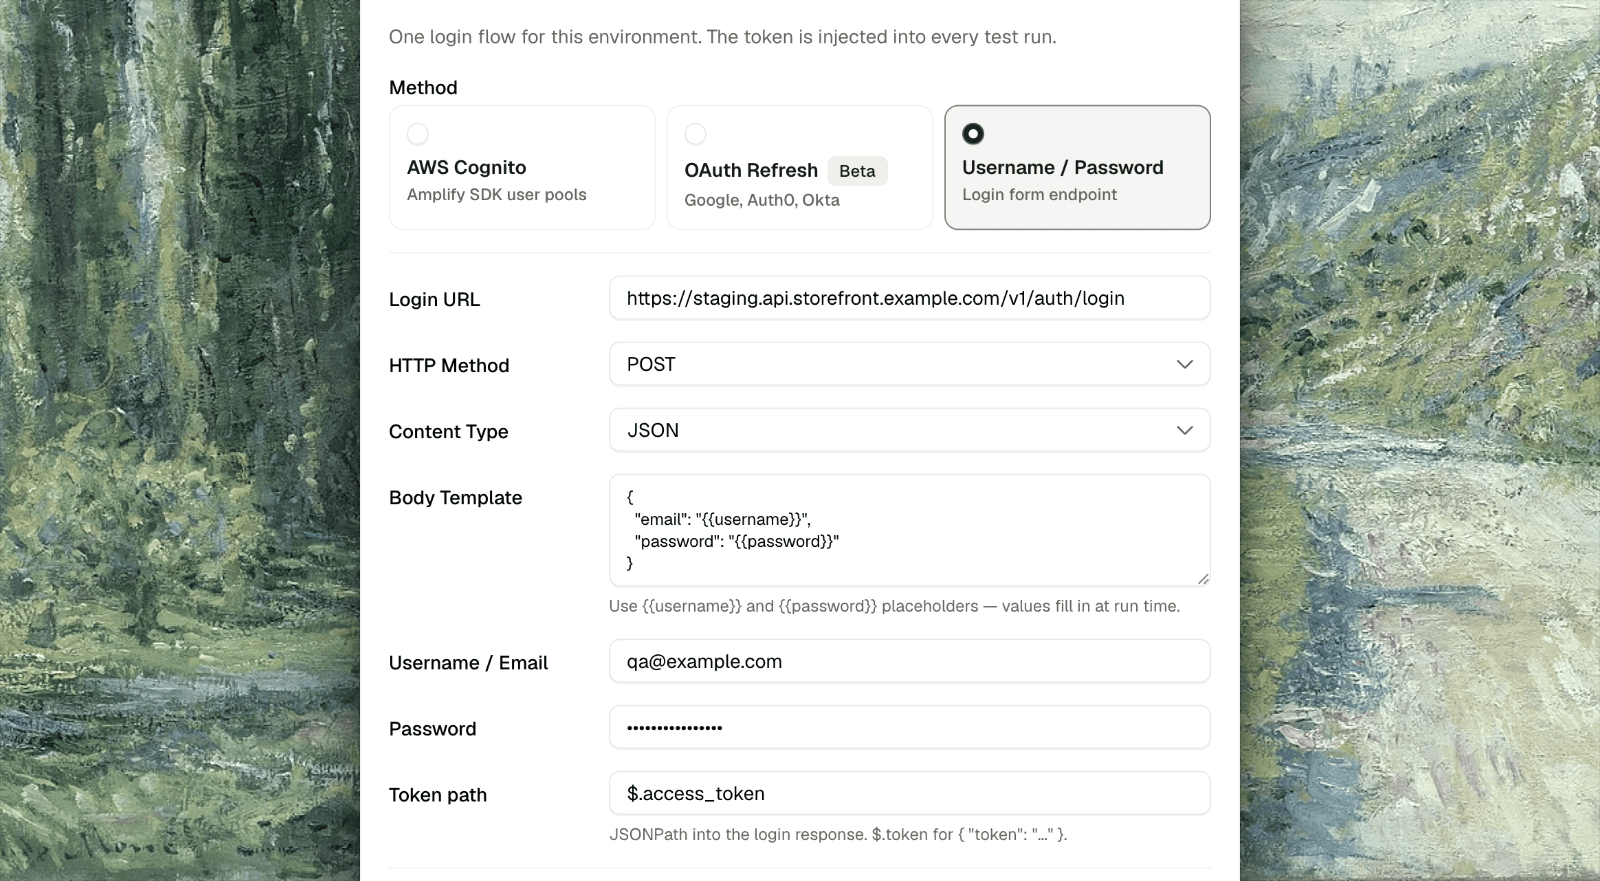 One login flow for this environment. The token is injected into every test run.
Method
AWS Cognito
Amplify SDK user pools
OAuth Refresh Beta
Google, Auth0, Okta
Username / Password
Login form endpoint
Login URL
https://staging.api.storefront.example.com/v1/auth/login
HTTP Method
POST
Content Type
JSON
Body Template
{
"email": "{{username}}",
"password": "{{password}}"
}
Use {{username}} and {{password}} placeholders — values fill in at run time.
Username / Email
qa@example.com
Password
••••••••••••••••
Token path
$.access_token
JSONPath into the login response. $.token for { "token": "…" }.